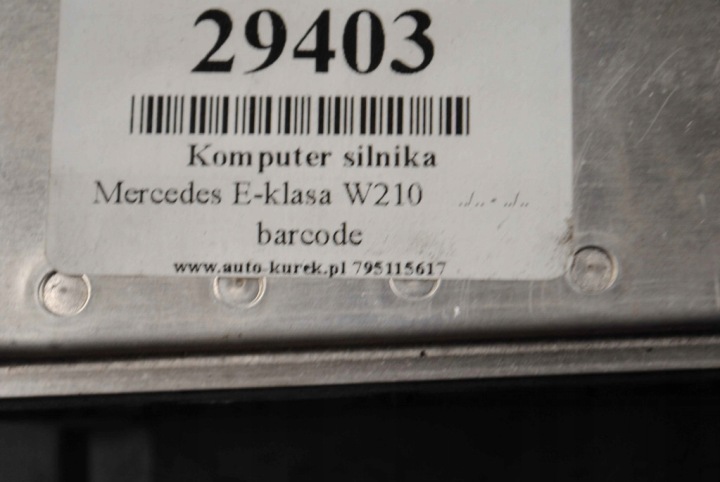 29403
Komputer silnika
Mercedes E-klasa W210 ../.. - ../..
barcode
www.auto-kurek.pl 795115617